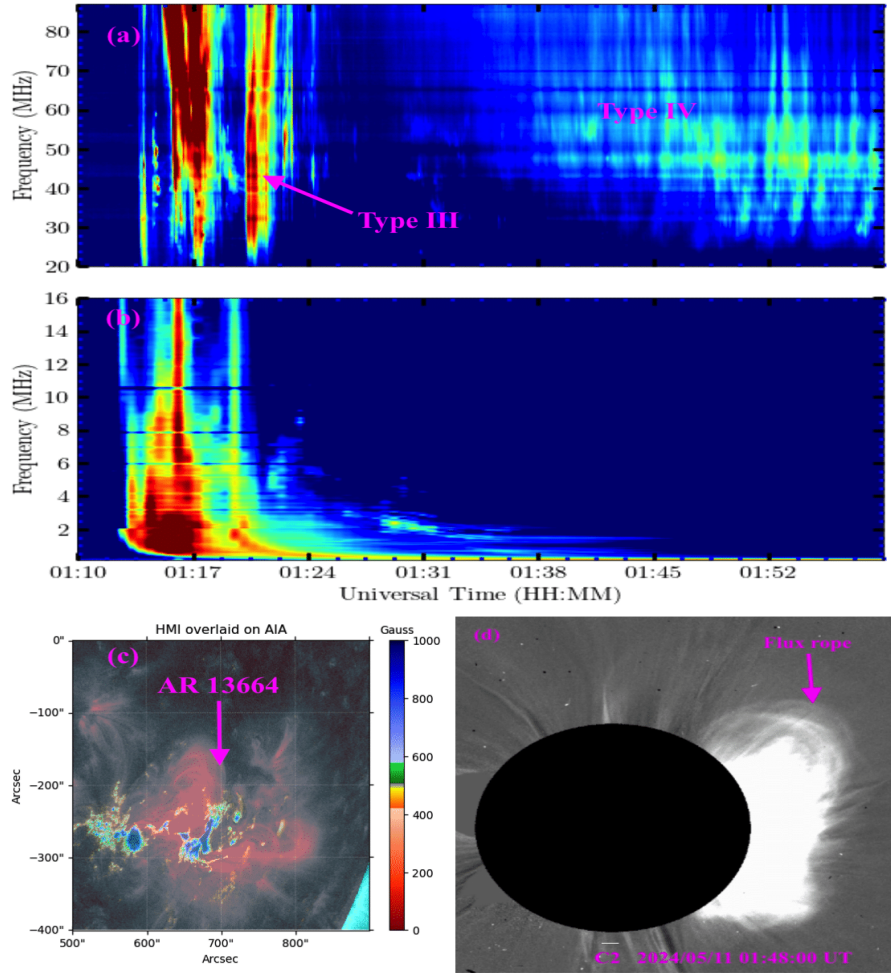 (a)
80
70
60
50
40
30
20
Frequency (MHz)
Type III
Type IV
(b)
16
14
12
10
8
6
4
2
Frequency (MHz)
01:10 01:17 01:24 01:31 01:38 01:45 01:52
Universal Time (HH:MM)
HMI overlaid on AIA
(c)
AR 13664
0"
−100"
−200"
−300"
−400"
Arcsec
500" 600" 700" 800"
Arcsec
Gauss
1000
800
600
400
200
0
(d)
Flux rope
C2 2024/05/11 01:48:00 UT